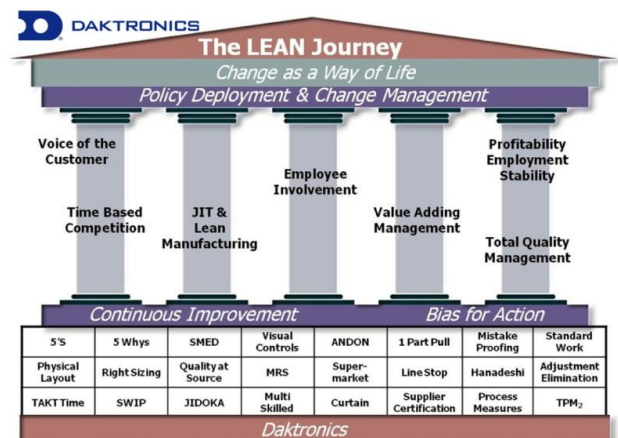 DAKTRONICS
The LEAN Journey
Change as a Way of Life
Policy Deployment & Change Management
Voice of the
Customer
Time Based
Competition
JIT &
Lean
Manufacturing
Employee
Involvement
Value Adding
Management
Profitability
Employment
Stability
Total Quality
Management
Continuous Improvement
Bias for Action
5'S
5 Whys
SMED
Visual
Controls
ANDON
1 Part Pull
Mistake
Proofing
Standard
Work
Physical
Layout
Right Sizing
Quality at
Source
MRS
Super-
market
Line Stop
Hanadeshi
Adjustment
Elimination
TAKT Time
SWIP
JIDOKA
Multi
Skilled
Curtain
Supplier
Certification
Process
Measures
TPM₂
Daktronics